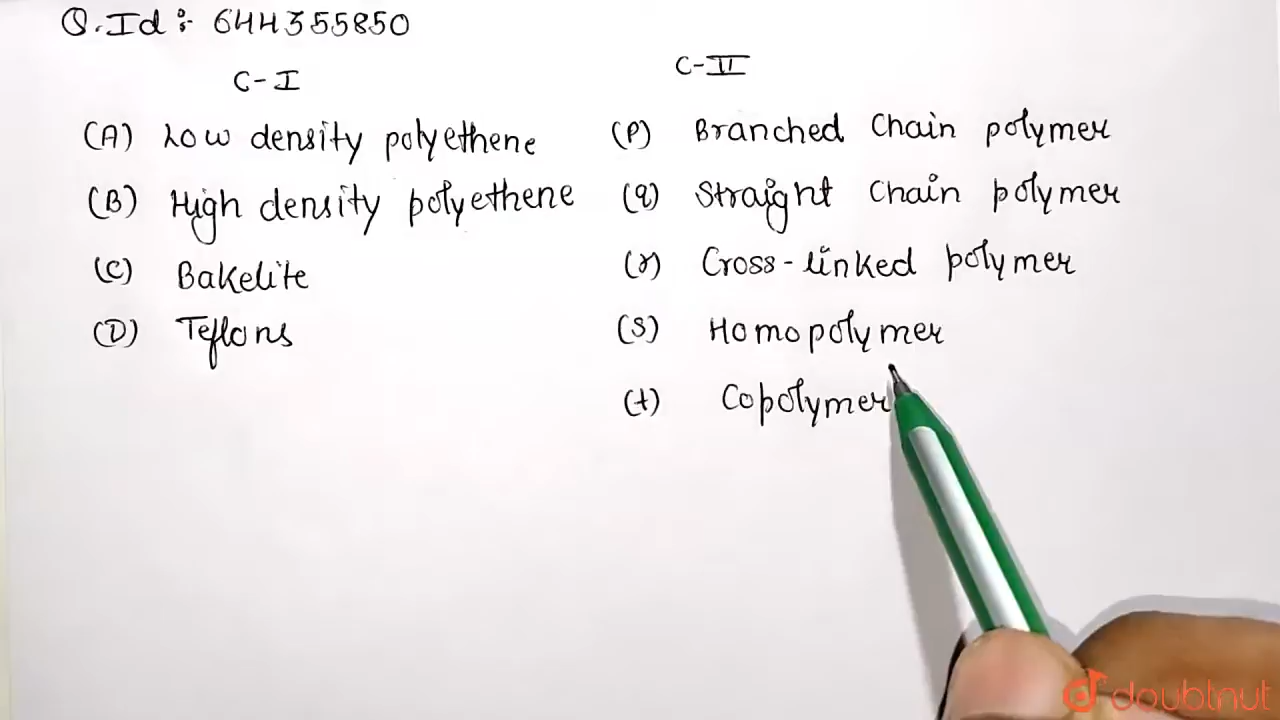 Q.Id : 644355850
C-I
C-II
(A) Low density polyethene
(P) Branched Chain polymer
(B) High density polyethene
(q) Straight Chain polymer
(C) Bakelite
(r) Cross-linked polymer
(D) Teflons
(S) Homopolymer
(t) Copolymer
doubtnut